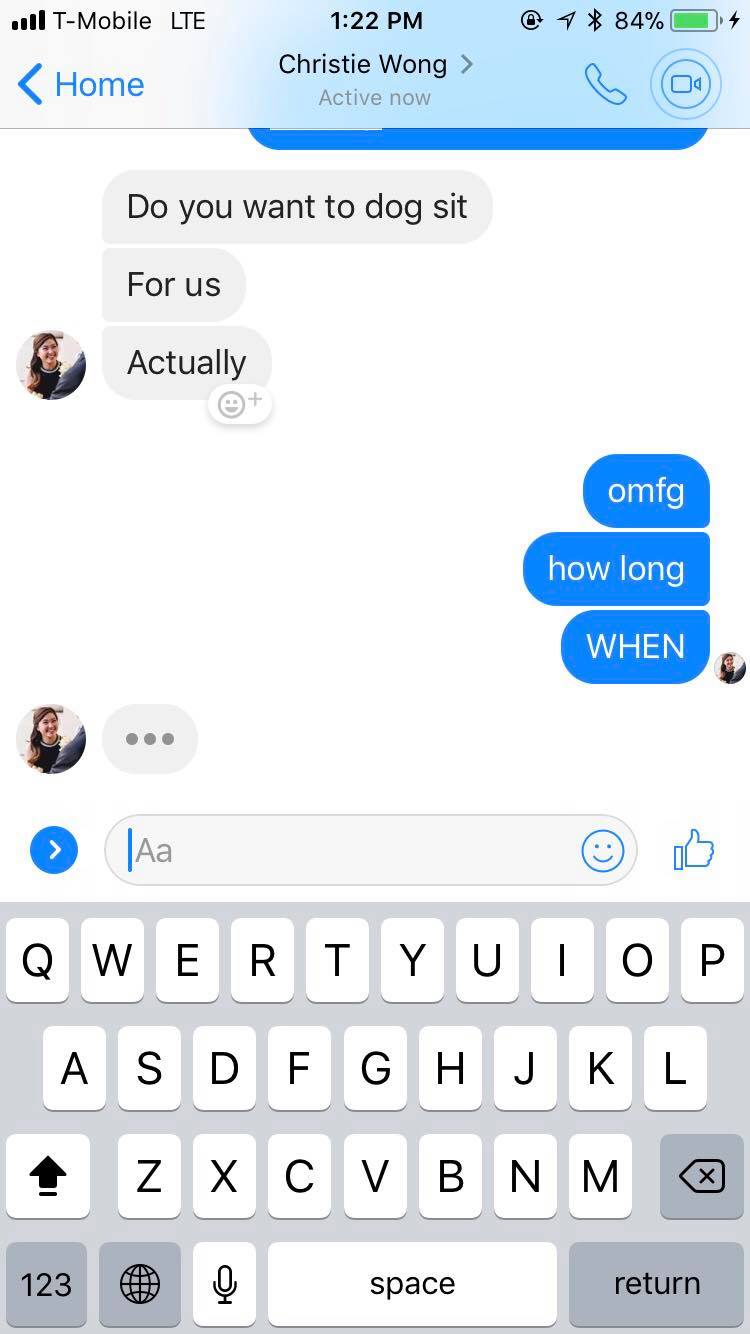 T-Mobile LTE 1:22 PM 84%
Home Christie Wong
Active now
Do you want to dog sit
For us
Actually
omfg
how long
WHEN
Aa
Q W E R T Y U I O P
A S D F G H J K L
Z X C V B N M
123 space return